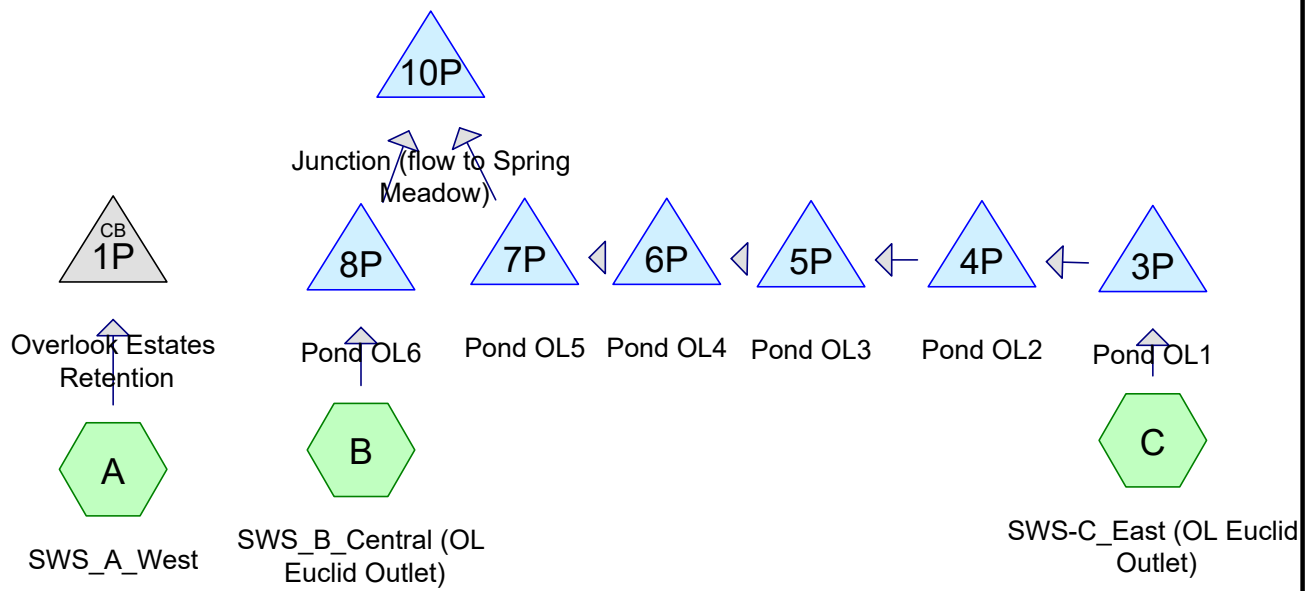 10P
Junction (flow to Spring
Meadow)
CB
1P
8P
7P
6P
5P
4P
3P
Overlook Estates
Retention
Pond OL6
Pond OL5
Pond OL4
Pond OL3
Pond OL2
Pond OL1
A
B
C
SWS_A_West
SWS_B_Central (OL
Euclid Outlet)
SWS-C_East (OL Euclid
Outlet)